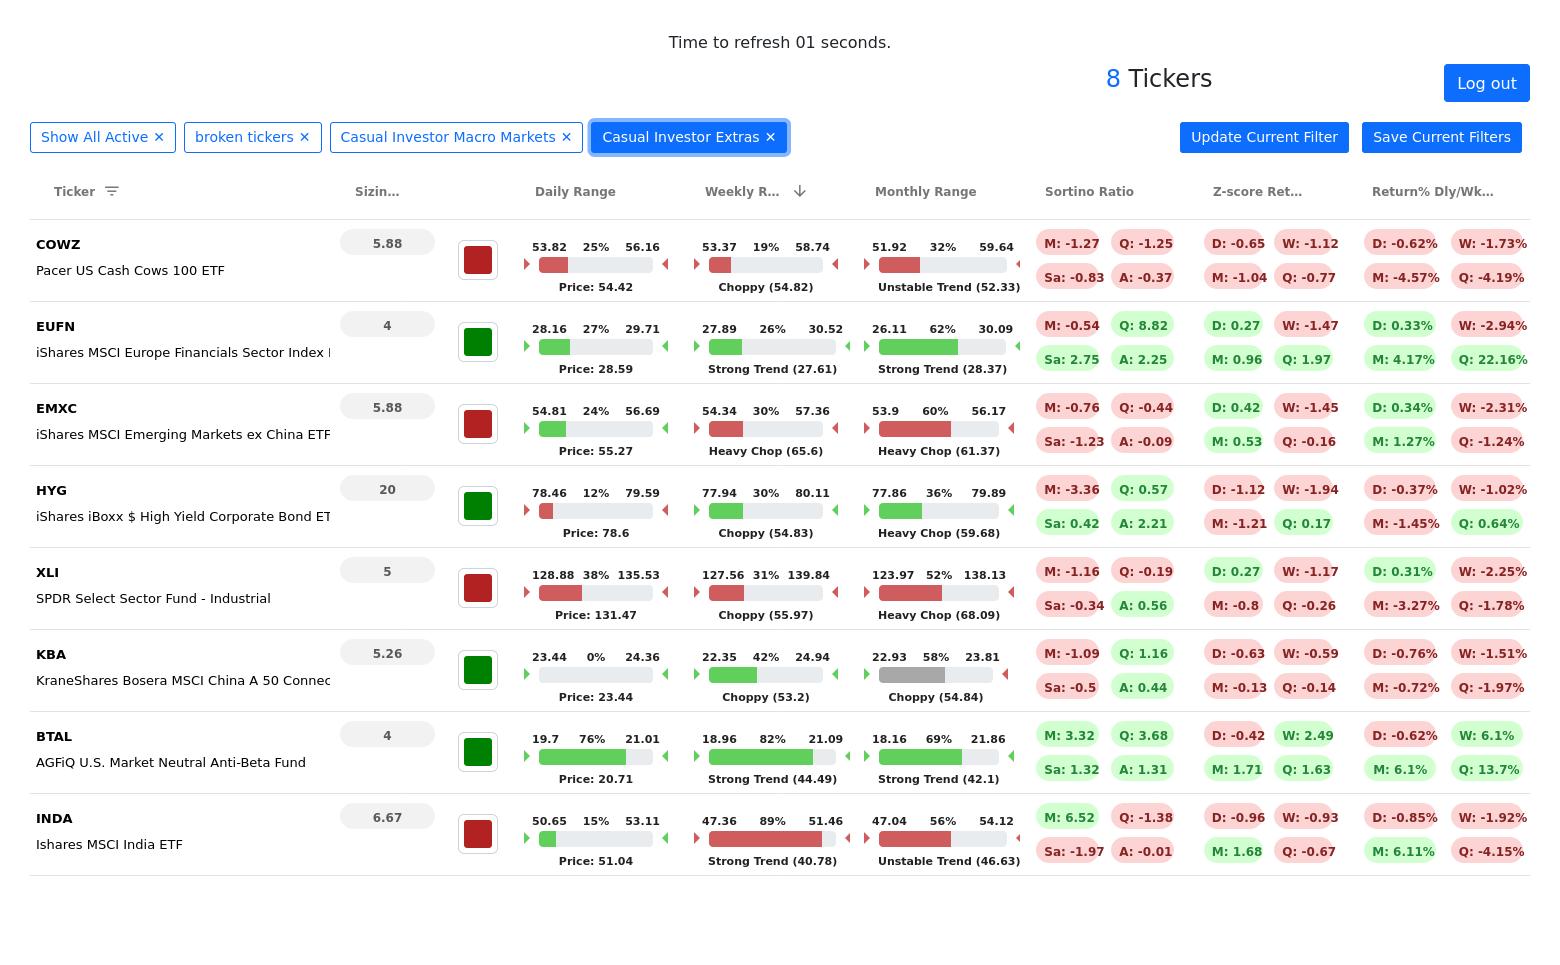 Time to refresh 01 seconds.
8 Tickers
Log out
Show All Active ✕ broken tickers ✕ Casual Investor Macro Markets ✕ Casual Investor Extras ✕ Update Current Filter Save Current Filters
Ticker Sizin... Daily Range Weekly R... Monthly Range Sortino Ratio Z-score Ret... Return% Dly/Wk...
COWZ 5.88 53.82 25% 56.16 53.37 19% 58.74 51.92 32% 59.64 M: -1.27 Q: -1.25 D: -0.65 W: -1.12 D: -0.62% W: -1.73%
Pacer US Cash Cows 100 ETF Sa: -0.83 A: -0.37 M: -1.04 Q: -0.77 M: -4.57% Q: -4.19%
Price: 54.42 Choppy (54.82) Unstable Trend (52.33)
EUFN 4 28.16 27% 29.71 27.89 26% 30.52 26.11 62% 30.09 M: -0.54 Q: 8.82 D: 0.27 W: -1.47 D: 0.33% W: -2.94%
iShares MSCI Europe Financials Sector Index Sa: 2.75 A: 2.25 M: 0.96 Q: 1.97 M: 4.17% Q: 22.16%
Price: 28.59 Strong Trend (27.61) Strong Trend (28.37)
EMXC 5.88 54.81 24% 56.69 54.34 30% 57.36 53.9 60% 56.17 M: -0.76 Q: -0.44 D: 0.42 W: -1.45 D: 0.34% W: -2.31%
iShares MSCI Emerging Markets ex China ETF Sa: -1.23 A: -0.09 M: 0.53 Q: -0.16 M: 1.27% Q: -1.24%
Price: 55.27 Heavy Chop (65.6) Heavy Chop (61.37)
HYG 20 78.46 12% 79.59 77.94 30% 80.11 77.86 36% 79.89 M: -3.36 Q: 0.57 D: -1.12 W: -1.94 D: -0.37% W: -1.02%
iShares iBoxx $ High Yield Corporate Bond ET Sa: 0.42 A: 2.21 M: -1.21 Q: 0.17 M: -1.45% Q: 0.64%
Price: 78.6 Choppy (54.83) Heavy Chop (59.68)
XLI 5 128.88 38% 135.53 127.56 31% 139.84 123.97 52% 138.13 M: -1.16 Q: -0.19 D: 0.27 W: -1.17 D: 0.31% W: -2.25%
SPDR Select Sector Fund - Industrial Sa: -0.34 A: 0.56 M: -0.8 Q: -0.26 M: -3.27% Q: -1.78%
Price: 131.47 Choppy (55.97) Heavy Chop (68.09)
KBA 5.26 23.44 0% 24.36 22.35 42% 24.94 22.93 58% 23.81 M: -1.09 Q: 1.16 D: -0.63 W: -0.59 D: -0.76% W: -1.51%
KraneShares Bosera MSCI China A 50 Connec Sa: -0.5 A: 0.44 M: -0.13 Q: -0.14 M: -0.72% Q: -1.97%
Price: 23.44 Choppy (53.2) Choppy (54.84)
BTAL 4 19.7 76% 21.01 18.96 82% 21.09 18.16 69% 21.86 M: 3.32 Q: 3.68 D: -0.42 W: 2.49 D: -0.62% W: 6.1%
AGFiQ U.S. Market Neutral Anti-Beta Fund Sa: 1.32 A: 1.31 M: 1.71 Q: 1.63 M: 6.1% Q: 13.7%
Price: 20.71 Strong Trend (44.49) Strong Trend (42.1)
INDA 6.67 50.65 15% 53.11 47.36 89% 51.46 47.04 56% 54.12 M: 6.52 Q: -1.38 D: -0.96 W: -0.93 D: -0.85% W: -1.92%
Ishares MSCI India ETF Sa: -1.97 A: -0.01 M: 1.68 Q: -0.67 M: 6.11% Q: -4.15%
Price: 51.04 Strong Trend (40.78) Unstable Trend (46.63)